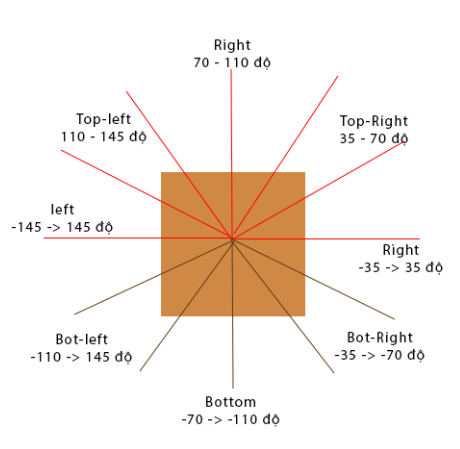 Right
70 - 110 độ
Top-left
110 - 145 độ
Top-Right
35 - 70 độ
left
-145 -> 145 độ
Right
-35 -> 35 độ
Bot-left
-110 -> 145 độ
Bot-Right
-35 -> -70 độ
Bottom
-70 -> -110 độ